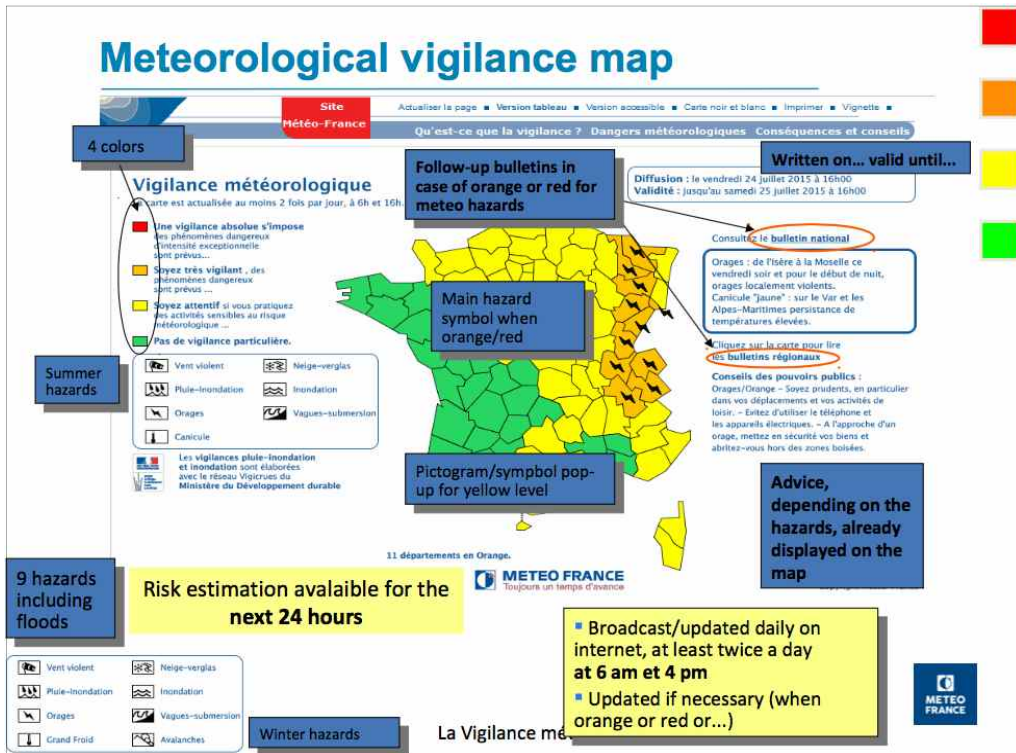 Meteorological vigilance map
Site
Météo-France
Actualiser la page ▪ Version tableau ▪ Version accessible ▪ Carte noir et blanc ▪ Imprimer ▪ Vignette ▪
Qu'est-ce que la vigilance ? Dangers météorologiques Conséquences et conseils
4 colors
Follow-up bulletins in
case of orange or red for
meteo hazards
Written on... valid until...
Diffusion : le vendredi 24 juillet 2015 à 16h00
Validité : jusqu'au samedi 25 juillet 2015 à 16h00
Vigilance météorologique
carte est actualisée au moins 2 fois par jour, à 6h et 16h.
Une vigilance absolue s'impose
des phénomènes dangereux
d'intensité exceptionnelle
sont prévus...
Soyez très vigilant , des
phénomènes dangereux
sont prévus ...
Soyez attentif si vous pratiquez
des activités sensibles au risque
météorologique ...
Pas de vigilance particulière.
Summer
hazards
Vent violent
Neige-verglas
Pluie-Inondation
Inondation
Orages
Vagues-submersion
Canicule
Les vigilances pluie-inondation
et inondation sont élaborées
avec le réseau Vigicrues du
Ministère du Développement durable
Main hazard
symbol when
orange/red
Pictogram/sympbol pop-
up for yellow level
11 départements en Orange.
METEO FRANCE
Toujours un temps d'avance
Consultez le bulletin national
Orages : de l'Isère à la Moselle ce
vendredi soir et pour le début de nuit,
orages localement violents.
Canicule "jaune" : sur le Var et les
Alpes-Maritimes persistance de
températures élevées.
Cliquez sur la carte pour lire
les bulletins régionaux
Conseils des pouvoirs publics :
Orages/Orange - Soyez prudents, en particulier
dans vos déplacements et vos activités de
loisir. - Evitez d'utiliser le téléphone et
les appareils électriques. - A l'approche d'un
orage, mettez en sécurité vos biens et
abritez-vous hors des zones boisées.
Advice,
depending on the
hazards, already
displayed on the
map
9 hazards
including
floods
Risk estimation avalaible for the
next 24 hours
▪ Broadcast/updated daily on
internet, at least twice a day
at 6 am et 4 pm
▪ Updated if necessary (when
orange or red or...)
Vent violent
Neige-verglas
Pluie-Inondation
Inondation
Orages
Vagues-submersion
Grand Froid
Avalanches
Winter hazards
La Vigilance
METEO
FRANCE